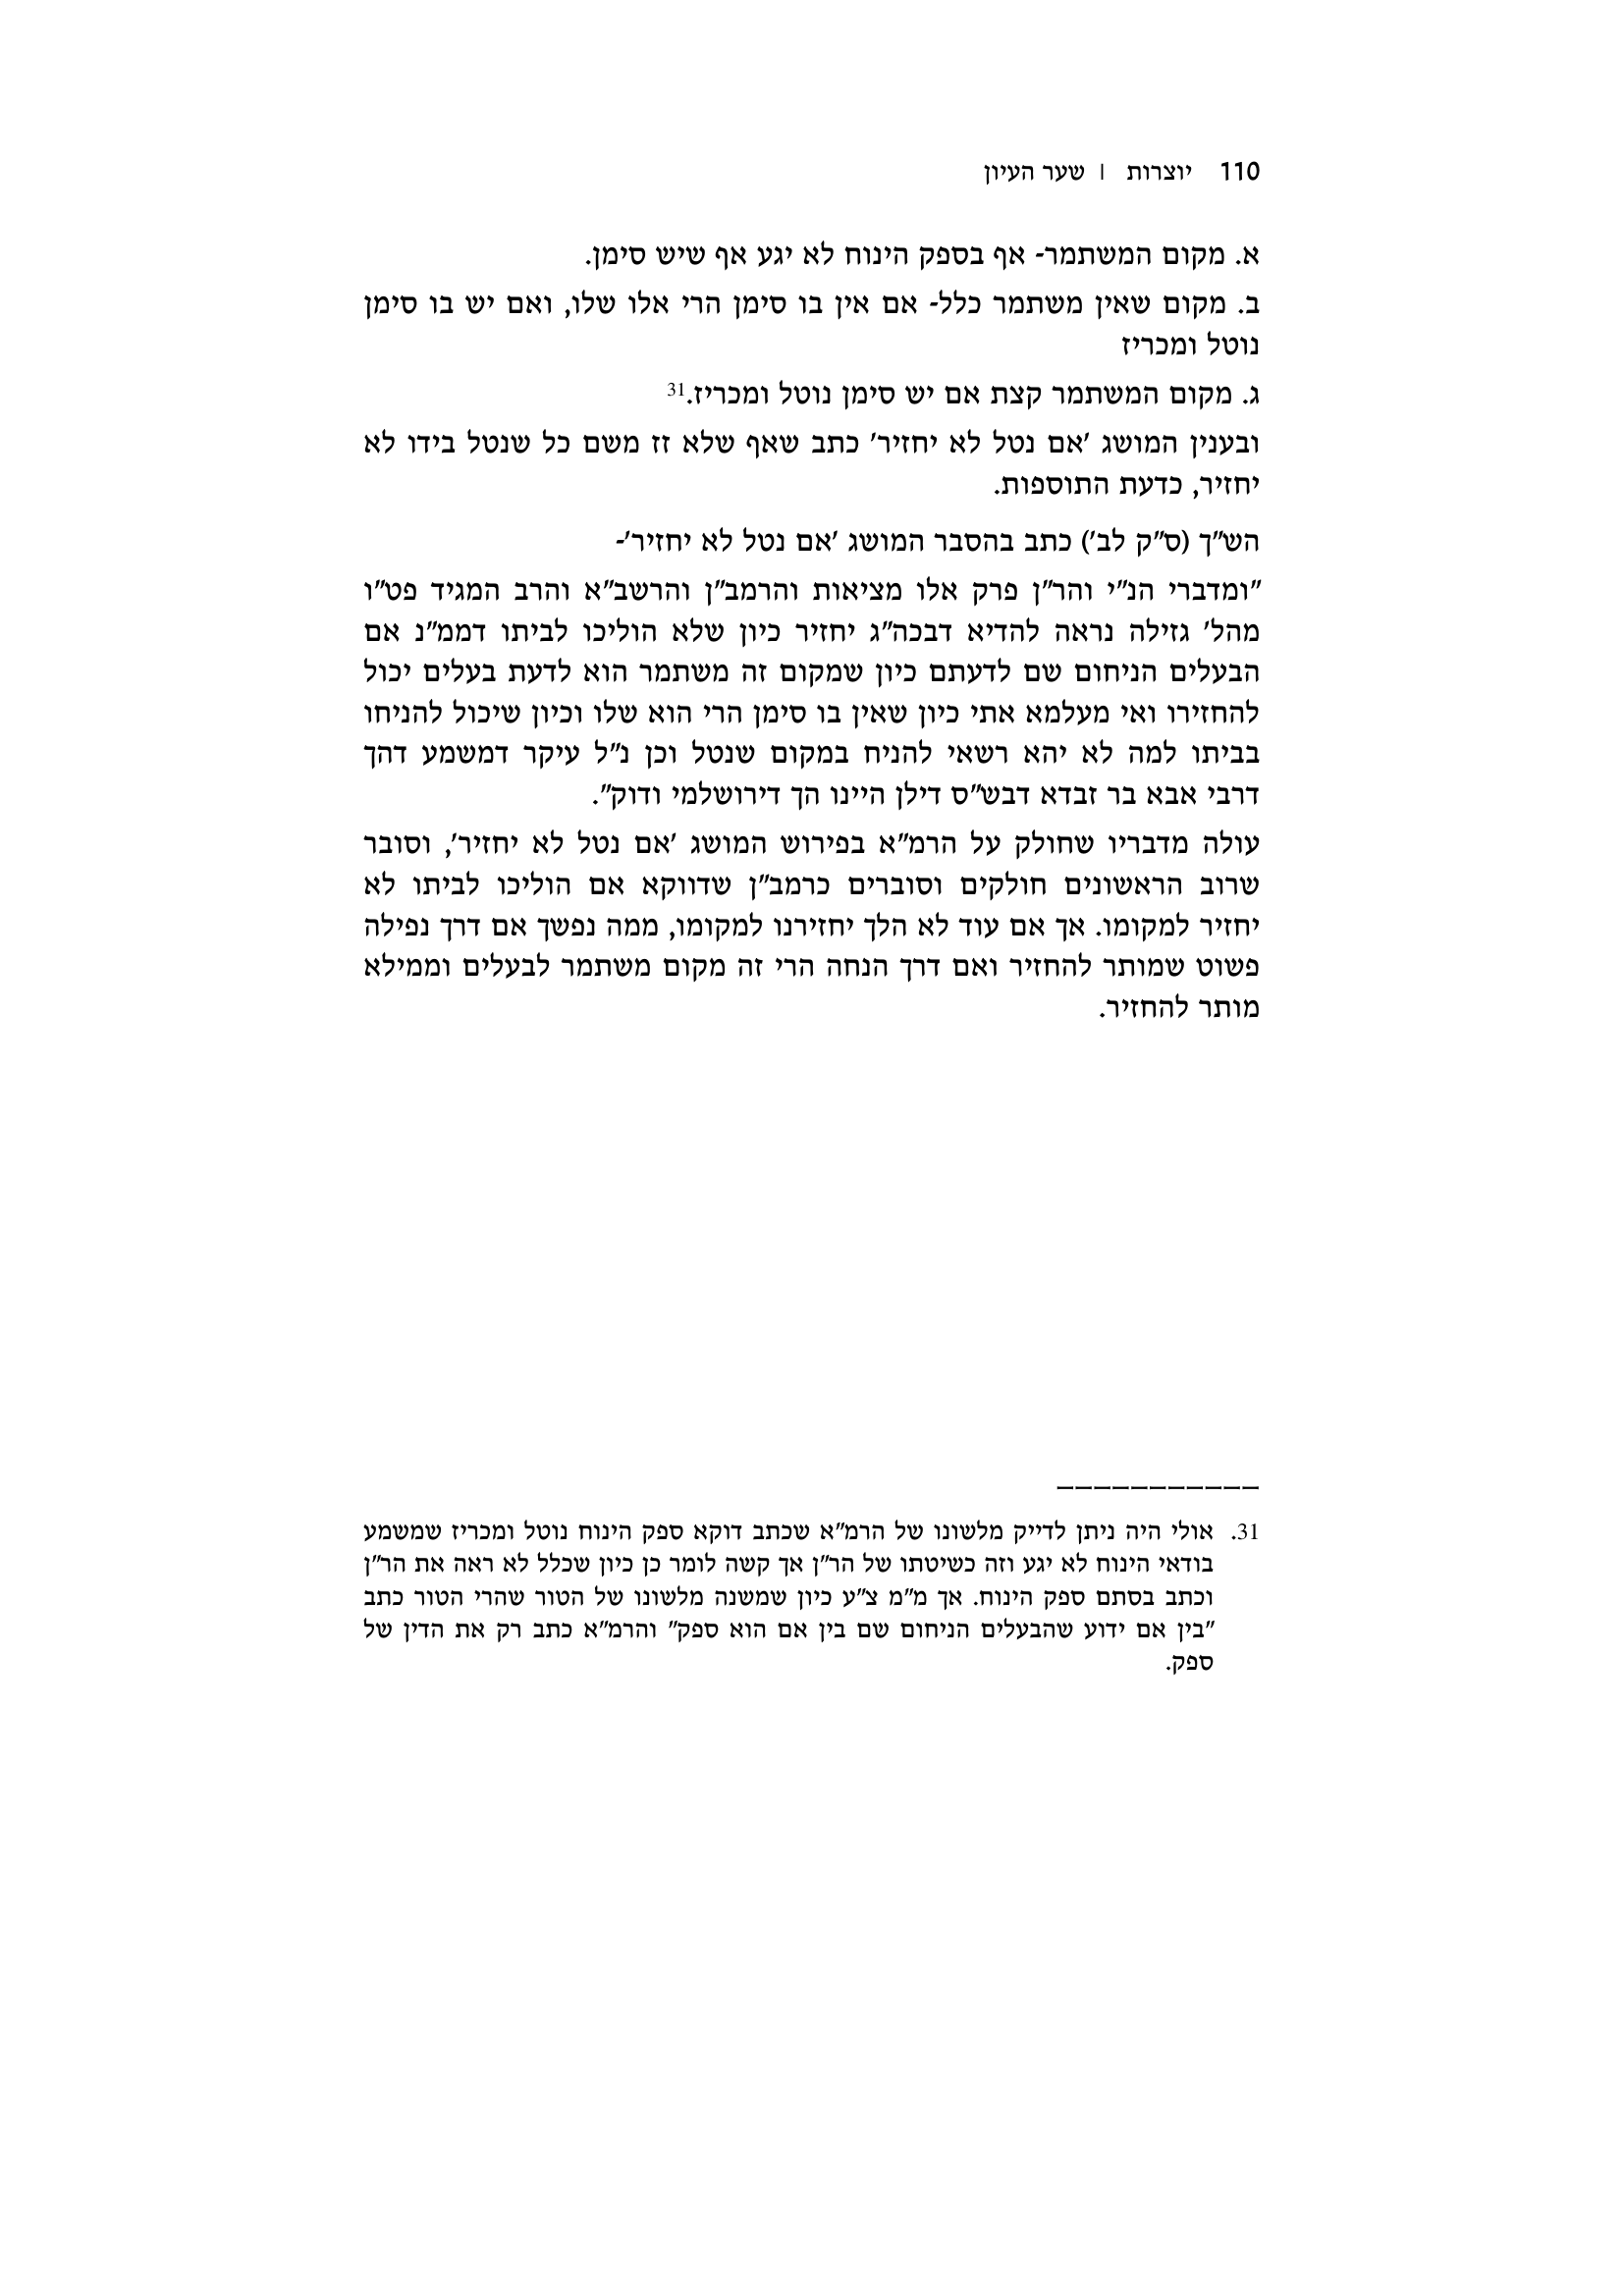 110 יוצרות | שער העיון
א. מקום המשתמר- אף בספק הינוח לא יגע אף שיש סימן.
ב. מקום שאין משתמר כלל- אם אין בו סימן הרי אלו שלו, ואם יש בו סימן
נוטל ומכריז
ג. מקום המשתמר קצת אם יש סימן נוטל ומכריז.31
ובענין המושג 'אם נטל לא יחזיר' כתב שאף שלא זז משם כל שנטל בידו לא
יחזיר, כדעת התוספות.
הש"ך (ס"ק לב') כתב בהסבר המושג 'אם נטל לא יחזיר'-
"ומדברי הנ"י והר"ן פרק אלו מציאות והרמב"ן והרשב"א והרב המגיד פט"ו
מהל' גזילה נראה להדיא דבכה"ג יחזיר כיון שלא הוליכו לביתו דממ"נ אם
הבעלים הניחום שם לדעתם כיון שמקום זה משתמר הוא לדעת בעלים יכול
להחזירו ואי מעלמא אתי כיון שאין בו סימן הרי הוא שלו וכיון שיכול להניחו
בביתו למה לא יהא רשאי להניח במקום שנטל וכן נ"ל עיקר דמשמע דהך
דרבי אבא בר זבדא דבש"ס דילן היינו הך דירושלמי ודוק".
עולה מדבריו שחולק על הרמ"א בפירוש המושג 'אם נטל לא יחזיר', וסובר
שרוב הראשונים חולקים וסוברים כרמב"ן שדווקא אם הוליכו לביתו לא
יחזיר למקומו. אך אם עוד לא הלך יחזירנו למקומו, ממה נפשך אם דרך נפילה
פשוט שמותר להחזיר ואם דרך הנחה הרי זה מקום משתמר לבעלים וממילא
מותר להחזיר.
31. אולי היה ניתן לדייק מלשונו של הרמ"א שכתב דוקא ספק הינוח נוטל ומכריז שמשמע
בודאי הינוח לא יגע וזה כשיטתו של הר"ן אך קשה לומר כן כיון שכלל לא ראה את הר"ן
וכתב בסתם ספק הינוח. אך מ"מ צ"ע כיון שמשנה מלשונו של הטור שהרי הטור כתב
"בין אם ידוע שהבעלים הניחום שם בין אם הוא ספק" והרמ"א כתב רק את הדין של
ספק.